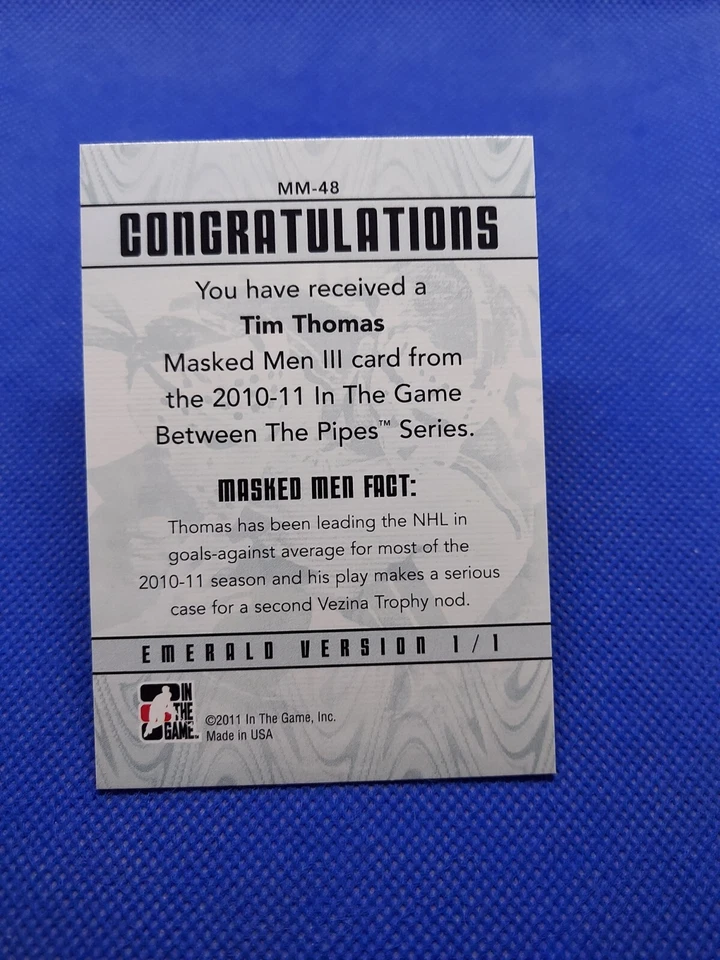 MM-48
CONGRATULATIONS
You have received a
Tim Thomas
Masked Men III card from
the 2010-11 In The Game
Between The Pipes™ Series.
MASKED MEN FACT:
Thomas has been leading the NHL in
goals-against average for most of the
2010-11 season and his play makes a serious
case for a second Vezina Trophy nod.
EMERALD VERSION 1/1
IN
THE
GAME
©2011 In The Game, Inc.
Made in USA